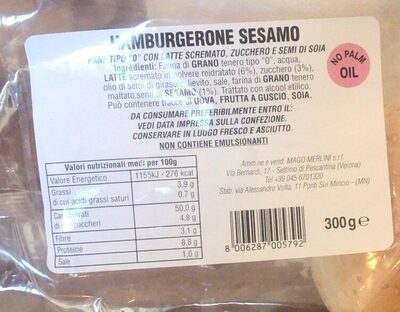 HAMBURGERONE SESAMO
PANE TIPO "0" CON LATTE SCREMATO, ZUCCHERO E SEMI DI SOIA
Ingredienti: Farina di GRANO tenero tipo "0", acqua,
LATTE scremato in polvere reidratato (6%), zucchero (3%),
olio di semi di girasole, lievito, sale, farina di GRANO tenero
maltato, semi di SESAMO (1%). Trattato con alcool etilico.
Può contenere tracce di UOVA, FRUTTA A GUSCIO, SOIA.
DA CONSUMARE PREFERIBILMENTE ENTRO IL:
VEDI DATA IMPRESSA SULLA CONFEZIONE.
CONSERVARE IN LUOGO FRESCO E ASCIUTTO.
NON CONTIENE EMULSIONANTI
NO PALM
OIL
Valori nutrizionali medi per 100g
Valore Energetico 1155kJ - 276 kcal
Grassi 3,9 g
di cui acidi grassi saturi 0,7 g
Carboidrati 50,0 g
di cui zuccheri 4,8 g
Fibre 3,1 g
Proteine 8,8 g
Sale 1,0 g
Amm.ne e vend. MAGO MERLINI s.r.l.
Via Bernardi, 17 - Settimo di Pescantina (Verona)
Tel +39 045 6701320
Stab. via Alessandro Volta, 11 Ponti Sul Mincio - (MN)
300g e
8 006287 005792